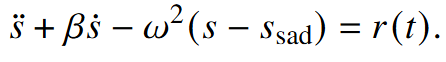 s̈ + βṡ − ω²(s − s_sad) = r(t).